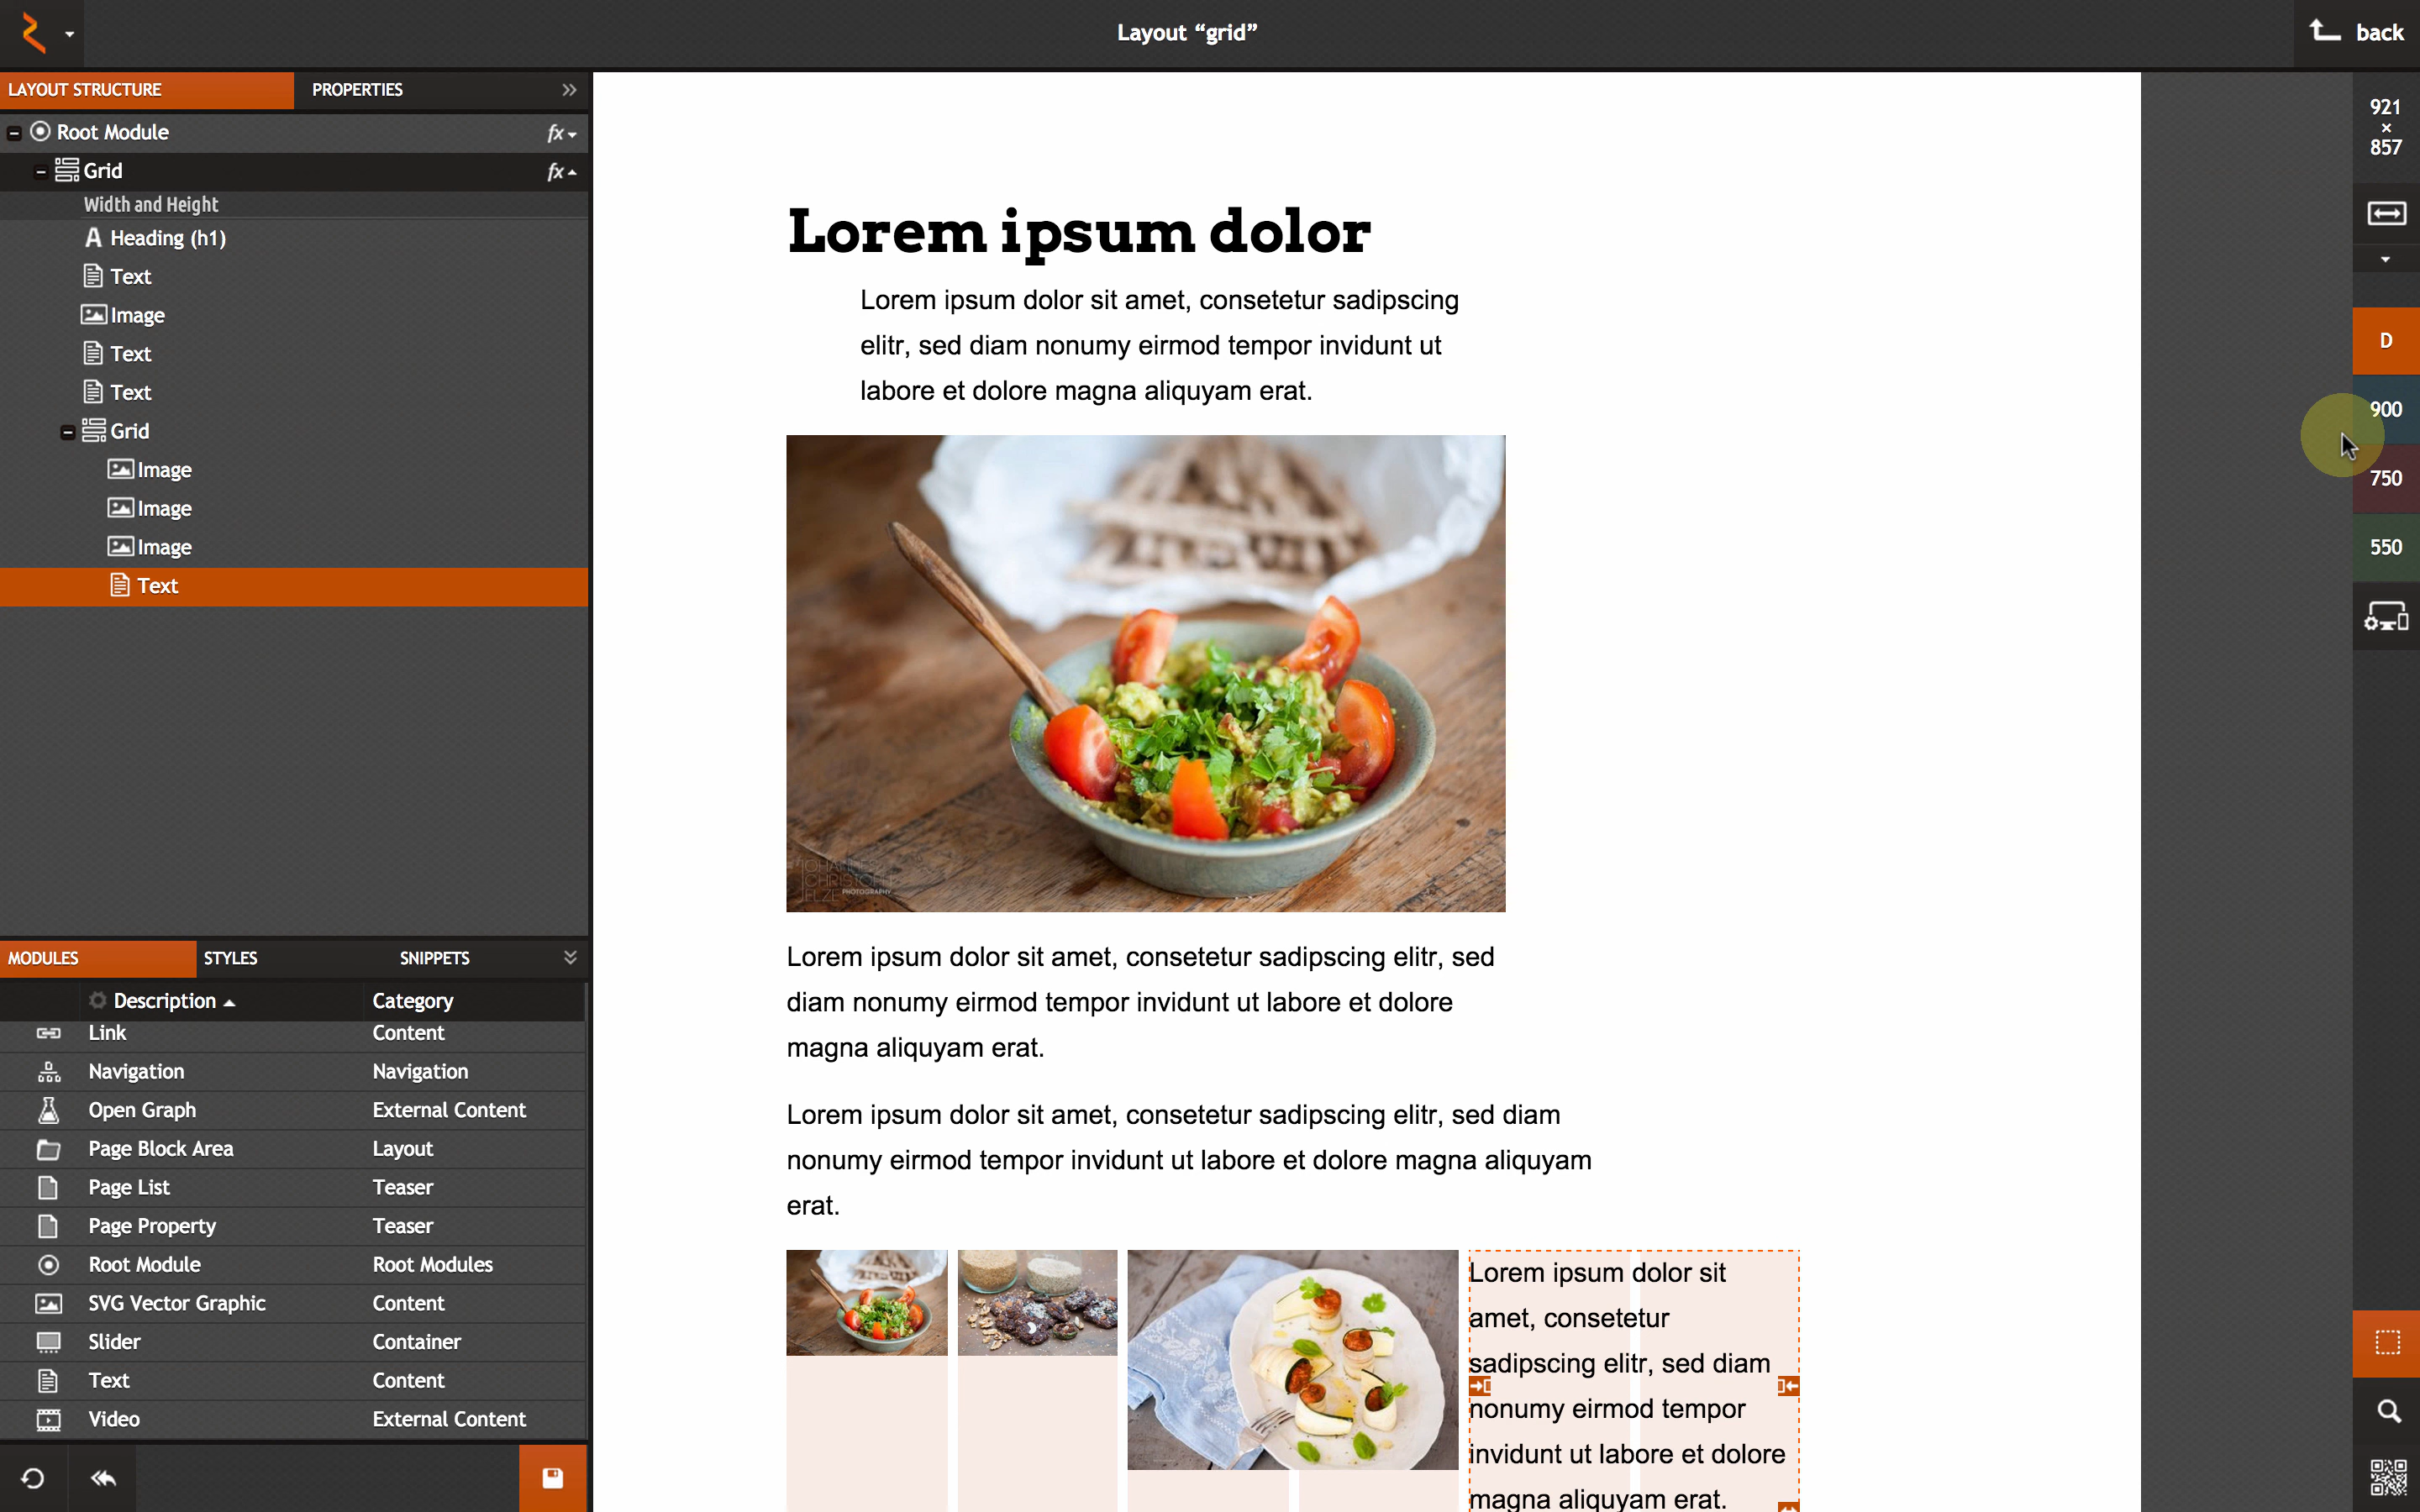 Layout “grid”
back
LAYOUT STRUCTURE
PROPERTIES
Root Module
fx
Grid
fx
Width and Height
A Heading (h1)
Text
Image
Text
Text
Grid
Image
Image
Image
Text
MODULES
STYLES
SNIPPETS
Description
Category
Link
Content
Navigation
Navigation
Open Graph
External Content
Page Block Area
Layout
Page List
Teaser
Page Property
Teaser
Root Module
Root Modules
SVG Vector Graphic
Content
Slider
Container
Text
Content
Video
External Content
Lorem ipsum dolor
Lorem ipsum dolor sit amet, consetetur sadipscing
elitr, sed diam nonumy eirmod tempor invidunt ut
labore et dolore magna aliquyam erat.
PHOTOGRAPHY
Lorem ipsum dolor sit amet, consetetur sadipscing elitr, sed
diam nonumy eirmod tempor invidunt ut labore et dolore
magna aliquyam erat.
Lorem ipsum dolor sit amet, consetetur sadipscing elitr, sed diam
nonumy eirmod tempor invidunt ut labore et dolore magna aliquyam
erat.
Lorem ipsum dolor sit
amet, consetetur
sadipscing elitr, sed diam
nonumy eirmod tempor
invidunt ut labore et dolore
magna aliquyam erat.
921
×
857
D
900
750
550